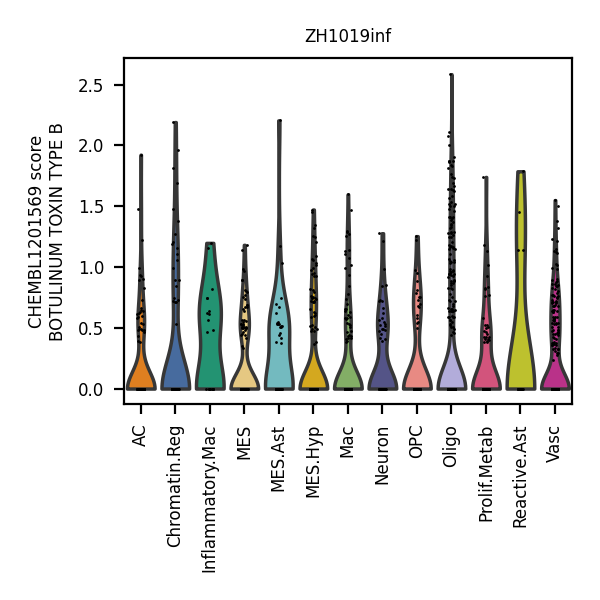 ZH1019inf
CHEMBL1201569 score
BOTULINUM TOXIN TYPE B
2.5
2.0
1.5
1.0
0.5
0.0
AC
Chromatin.Reg
Inflammatory.Mac
MES
MES.Ast
MES.Hyp
Mac
Neuron
OPC
Oligo
Prolif.Metab
Reactive.Ast
Vasc